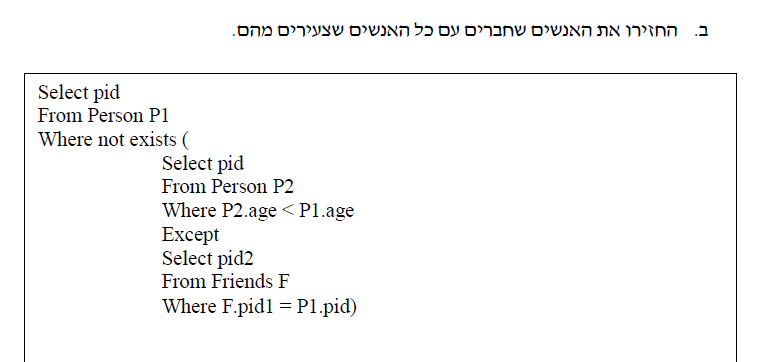 ב. החזירו את האנשים שחברים עם כל האנשים שצעירים מהם.
Select pid
From Person P1
Where not exists (
Select pid
From Person P2
Where P2.age < P1.age
Except
Select pid2
From Friends F
Where F.pid1 = P1.pid)